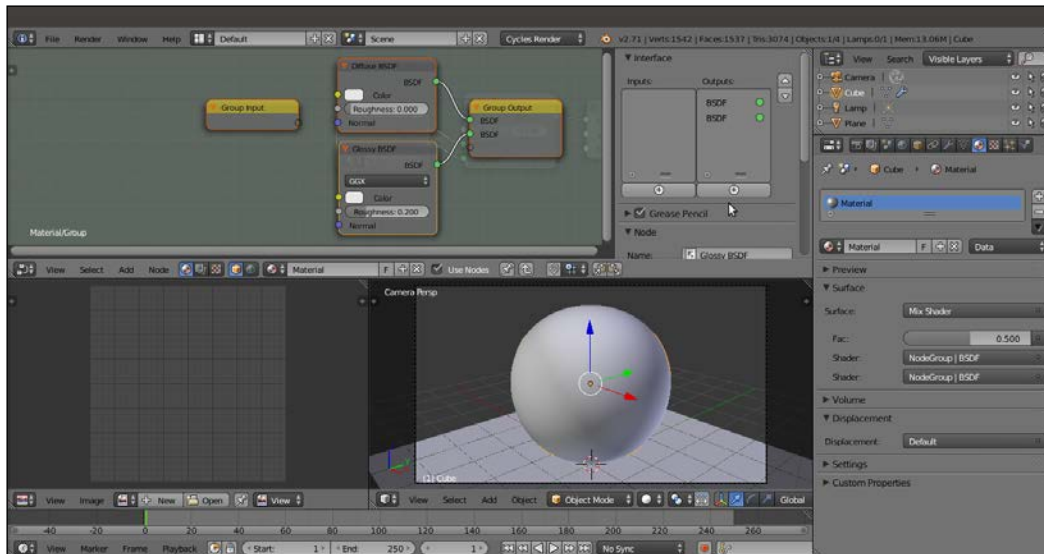 File Render Window Help Default Scene Cycles Render v2.71 | Verts:1542 | Faces:1537 | Tris:3074 | Objects:1/4 | Lamps:0/1 | Mem:13.06M | Cube
Diffuse BSDF
BSDF
Color
Roughness: 0.000
Normal
Group Input
Group Output
BSDF
BSDF
Glossy BSDF
BSDF
GGX
Color
Roughness: 0.200
Normal
Material/Group
Interface
Inputs: Outputs:
BSDF
BSDF
Grease Pencil
Node
Name: Glossy BSDF
View Search Visible Layers
Camera
Cube
Lamp
Plane
Cube Material
Material
Material F Data
Preview
Surface
Surface: Mix Shader
Fac: 0.500
Shader: NodeGroup | BSDF
Shader: NodeGroup | BSDF
Volume
Displacement
Displacement: Default
Settings
Custom Properties
View Select Add Node Material F Use Nodes
Camera Persp
(1) Cube
View Image New Open View
View Select Add Object Object Mode Global
-40 -20 0 20 40 60 80 100 120 140 160 180 200 220 240 260
View Marker Frame Playback Start: 1 End: 250 1 No Sync